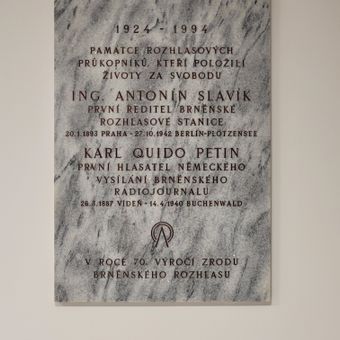 1924 - 1994
PAMÁTCE ROZHLASOVÝCH
PRŮKOPNÍKŮ, KTEŘÍ POLOŽILI
ŽIVOTY ZA SVOBODU
ING. ANTONÍN SLAVÍK
PRVNÍ ŘEDITEL BRNĚNSKÉ
ROZHLASOVÉ STANICE
20.1.1893 PRAHA - 27.10.1942 BERLÍN-PLÖTZENSEE
KARL QUIDO PETIN
PRVNÍ HLASATEL NĚMECKÉHO
VYSÍLÁNÍ BRNĚNSKÉHO
RADIOJOURNALU
26.3.1887 VÍDEŇ - 14.4.1940 BUCHENWALD
V ROCE 70. VÝROČÍ ZRODU
BRNĚNSKÉHO ROZHLASU